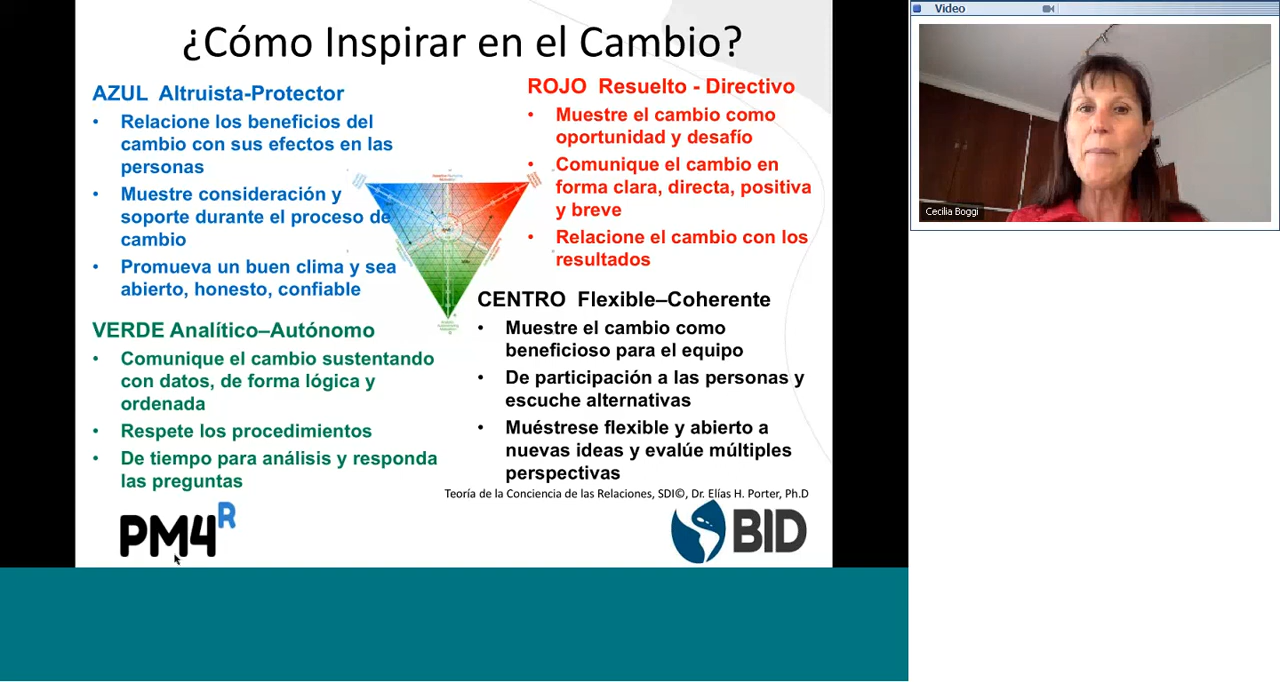 ¿Cómo Inspirar en el Cambio?
AZUL Altruista-Protector
• Relacione los beneficios del
cambio con sus efectos en las
personas
• Muestre consideración y
soporte durante el proceso de
cambio
• Promueva un buen clima y sea
abierto, honesto, confiable
ROJO Resuelto - Directivo
• Muestre el cambio como
oportunidad y desafío
• Comunique el cambio en
forma clara, directa, positiva
y breve
• Relacione el cambio con los
resultados
VERDE Analítico–Autónomo
• Comunique el cambio sustentando
con datos, de forma lógica y
ordenada
• Respete los procedimientos
• De tiempo para análisis y responda
las preguntas
CENTRO Flexible–Coherente
• Muestre el cambio como
beneficioso para el equipo
• De participación a las personas y
escuche alternativas
• Muéstrese flexible y abierto a
nuevas ideas y evalúe múltiples
perspectivas
Teoría de la Conciencia de las Relaciones, SDI©, Dr. Elías H. Porter, Ph.D
PM4R
BID
Video
Cecilia Boggi